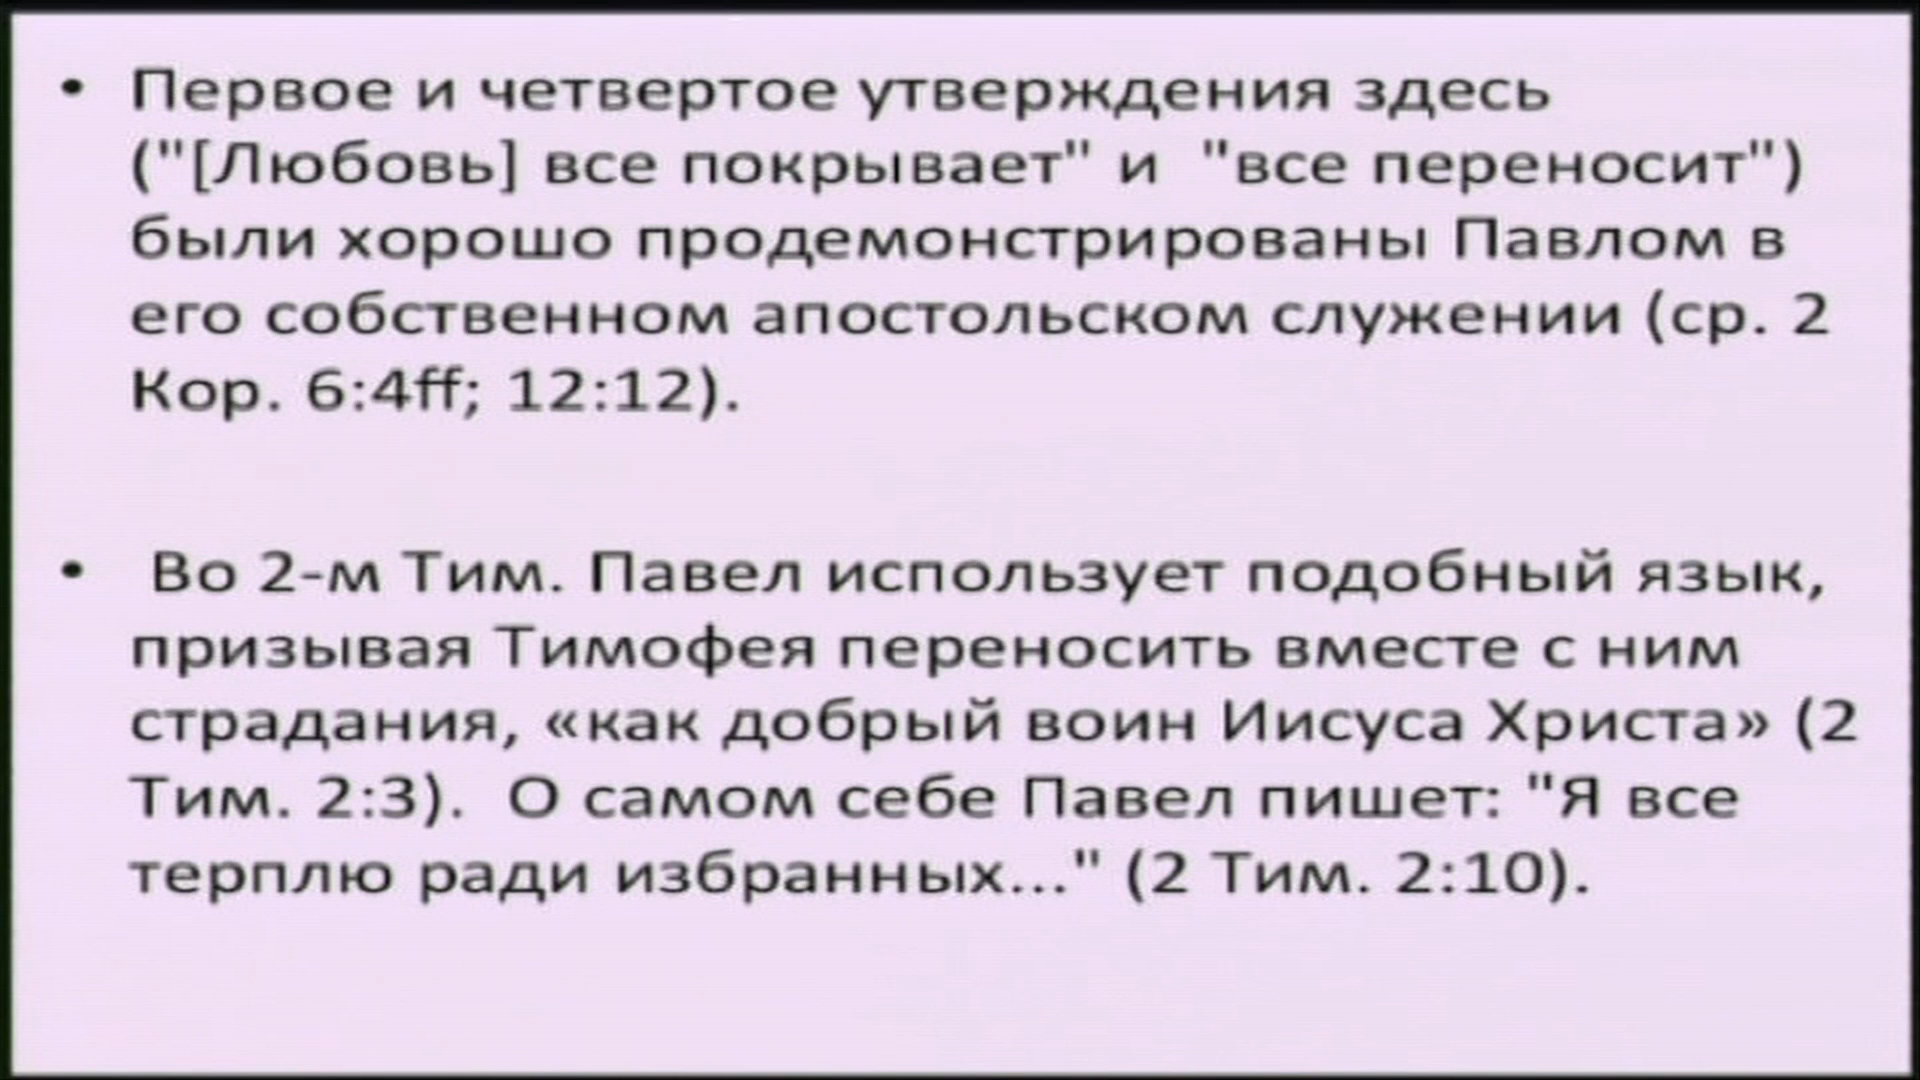 • Первое и четвертое утверждения здесь
("[Любовь] все покрывает" и "все переносит")
были хорошо продемонстрированы Павлом в
его собственном апостольском служении (ср. 2
Кор. 6:4ff; 12:12).
• Во 2-м Тим. Павел использует подобный язык,
призывая Тимофея переносить вместе с ним
страдания, «как добрый воин Иисуса Христа» (2
Тим. 2:3). О самом себе Павел пишет: "Я все
терплю ради избранных..." (2 Тим. 2:10).